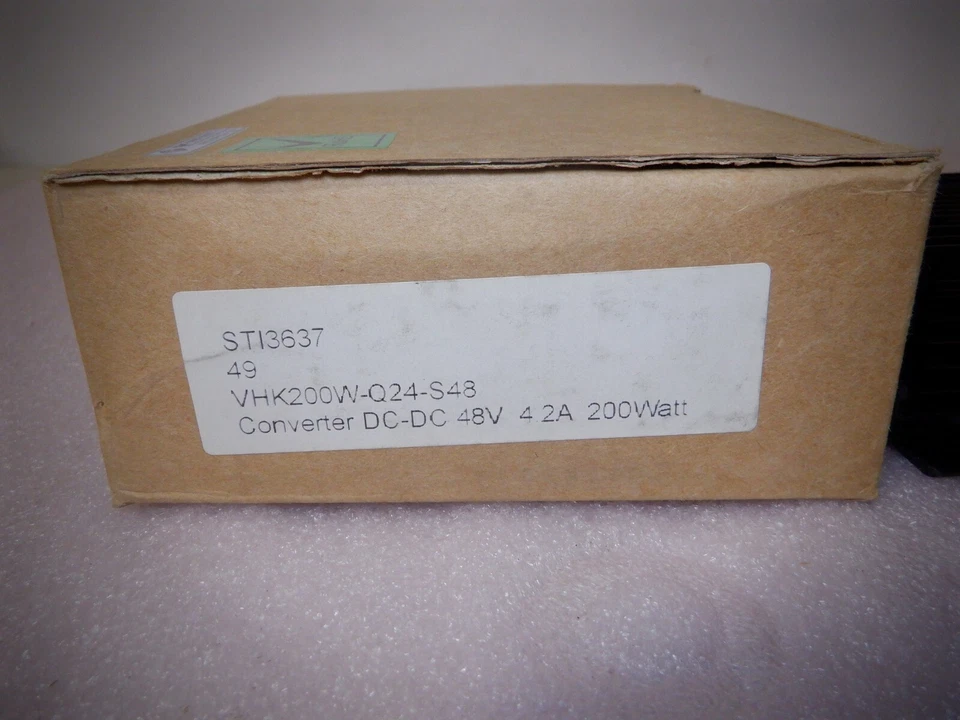 STI3637
49
VHK200W-Q24-S48
Converter DC-DC 48V 4 2A 200Watt